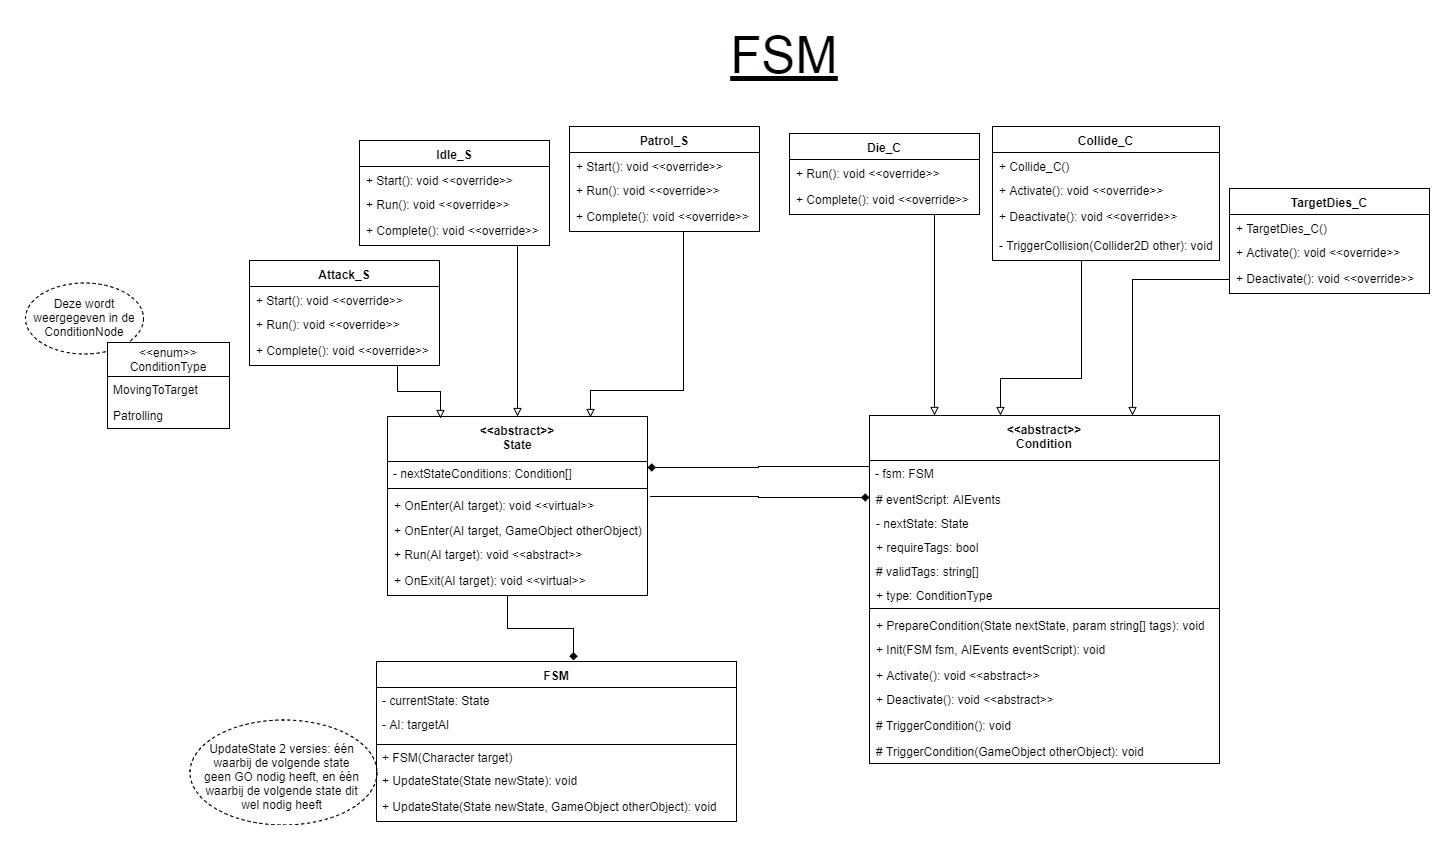 FSM
Idle_S
+ Start(): void <<override>>
+ Run(): void <<override>>
+ Complete(): void <<override>>
Patrol_S
+ Start(): void <<override>>
+ Run(): void <<override>>
+ Complete(): void <<override>>
Die_C
+ Run(): void <<override>>
+ Complete(): void <<override>>
Collide_C
+ Collide_C()
+ Activate(): void <<override>>
+ Deactivate(): void <<override>>
- TriggerCollision(Collider2D other): void
TargetDies_C
+ TargetDies_C()
+ Activate(): void <<override>>
+ Deactivate(): void <<override>>
Attack_S
+ Start(): void <<override>>
+ Run(): void <<override>>
+ Complete(): void <<override>>
Deze wordt
weergegeven in de
ConditionNode
<<enum>>
ConditionType
MovingToTarget
Patrolling
<<abstract>>
State
- nextStateConditions: Condition[]
+ OnEnter(AI target): void <<virtual>>
+ OnEnter(AI target, GameObject otherObject)
+ Run(AI target): void <<abstract>>
+ OnExit(AI target): void <<virtual>>
<<abstract>>
Condition
- fsm: FSM
# eventScript: AIEvents
- nextState: State
+ requireTags: bool
# validTags: string[]
+ type: ConditionType
+ PrepareCondition(State nextState, param string[] tags): void
+ Init(FSM fsm, AIEvents eventScript): void
+ Activate(): void <<abstract>>
+ Deactivate(): void <<abstract>>
# TriggerCondition(): void
# TriggerCondition(GameObject otherObject): void
FSM
- currentState: State
- AI: targetAI
+ FSM(Character target)
+ UpdateState(State newState): void
+ UpdateState(State newState, GameObject otherObject): void
UpdateState 2 versies: één
waarbij de volgende state
geen GO nodig heeft, en één
waarbij de volgende state dit
wel nodig heeft